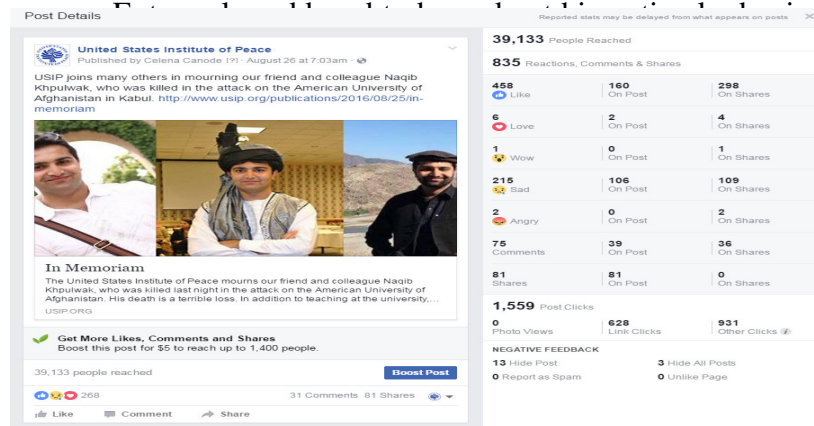 Post Details
Reported stats may be delayed from what appears on posts
United States Institute of Peace
Published by Celena Canode [?] · August 26 at 7:03am ·
USIP joins many others in mourning our friend and colleague Naqib
Khpulwak, who was killed in the attack on the American University of
Afghanistan in Kabul. http://www.usip.org/publications/2016/08/25/in-
memoriam
In Memoriam
The United States Institute of Peace mourns our friend and colleague Naqib
Khpulwak, who was killed last night in the attack on the American University of
Afghanistan. His death is a terrible loss. In addition to teaching at the university,...
USIP.ORG
Get More Likes, Comments and Shares
Boost this post for $5 to reach up to 1,400 people.
39,133 people reached
Boost Post
268
31 Comments 81 Shares
Like Comment Share
39,133 People Reached
835 Reactions, Comments & Shares
458 160 298
Like On Post On Shares
6 2 4
Love On Post On Shares
1 0 1
Wow On Post On Shares
215 106 109
Sad On Post On Shares
2 0 2
Angry On Post On Shares
75 39 36
Comments On Post On Shares
81 81 0
Shares On Post On Shares
1,559 Post Clicks
0 628 931
Photo Views Link Clicks Other Clicks
NEGATIVE FEEDBACK
13 Hide Post 3 Hide All Posts
0 Report as Spam 0 Unlike Page